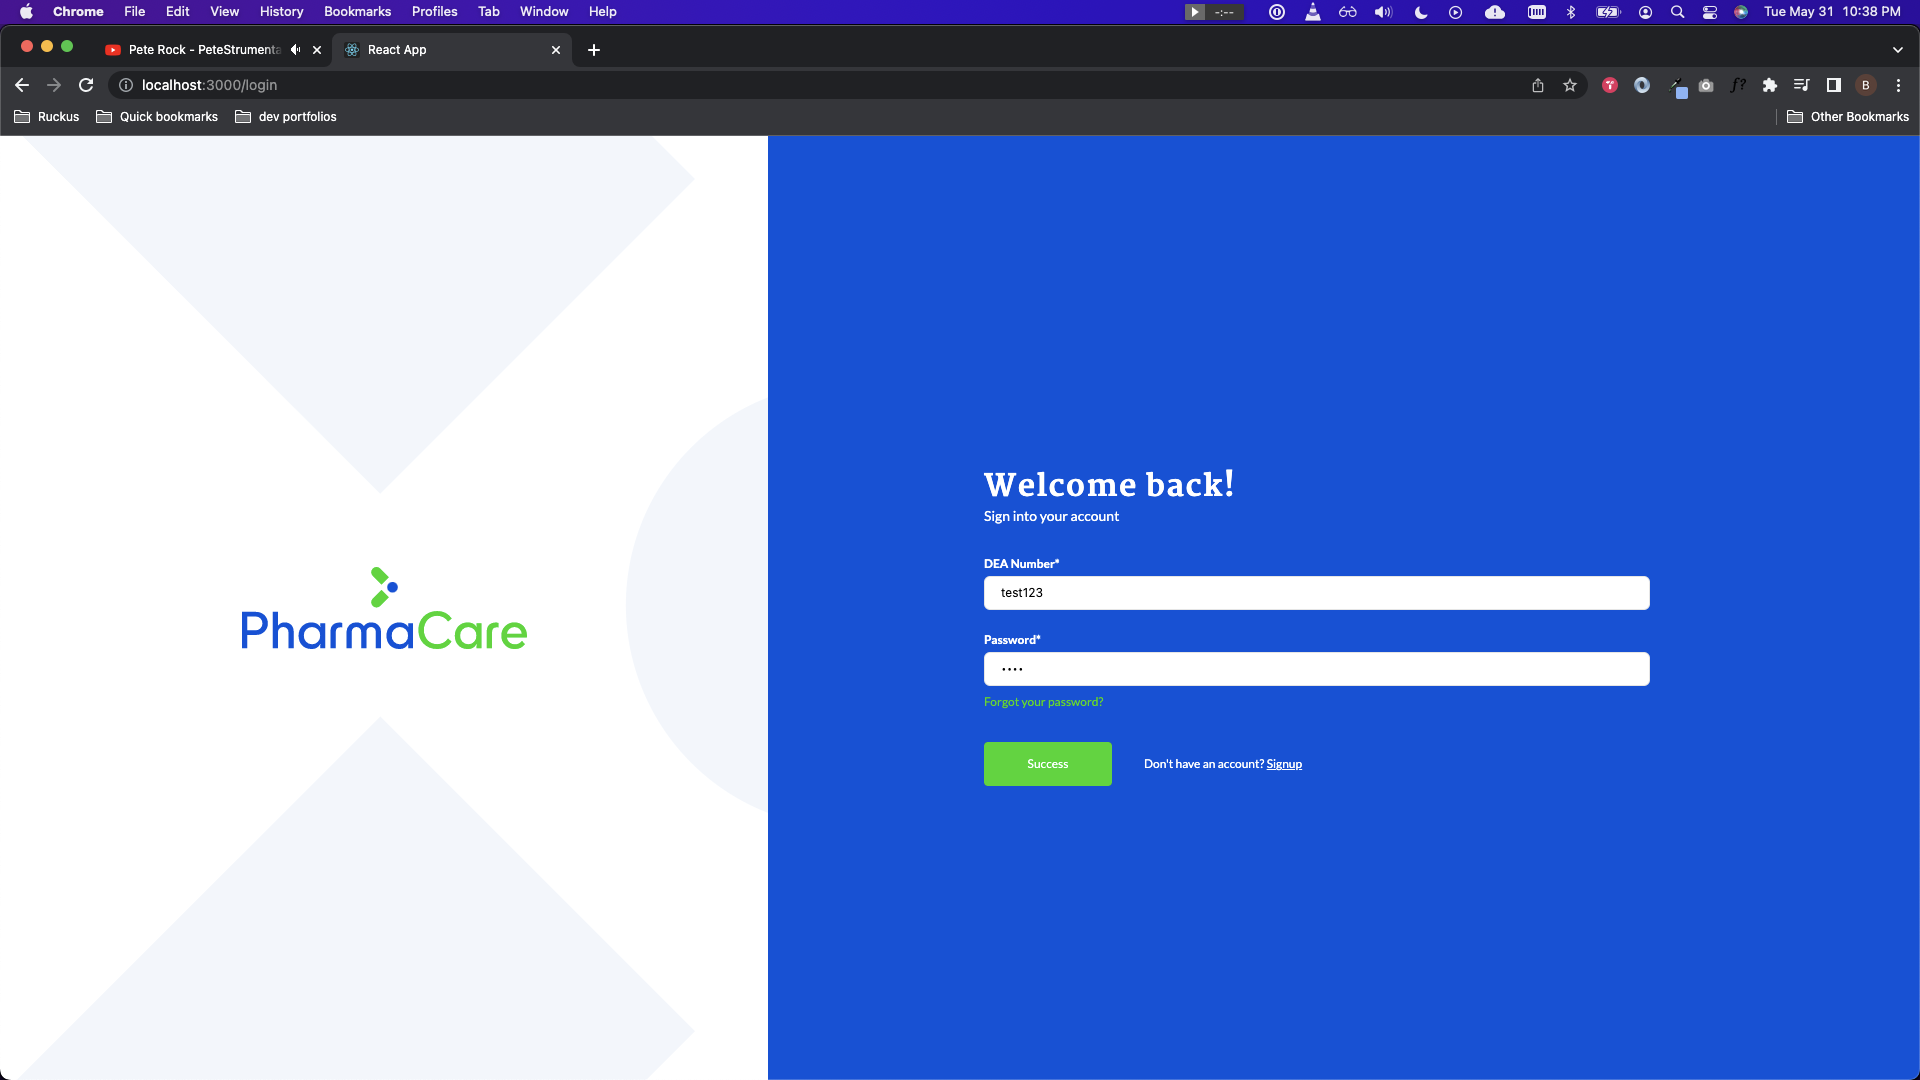 Chrome File Edit View History Bookmarks Profiles Tab Window Help -:-- Tue May 31 10:38 PM
Pete Rock - PeteStrumenta
React App
localhost:3000/login
f?
B
Ruckus Quick bookmarks dev portfolios Other Bookmarks
PharmaCare
Welcome back!
Sign into your account
DEA Number*
test123
Password*
••••
Forgot your password?
Success
Don't have an account? Signup